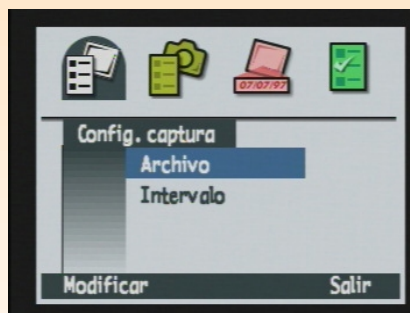 07/07/97
Config. captura
Archivo
Intervalo
Modificar Salir